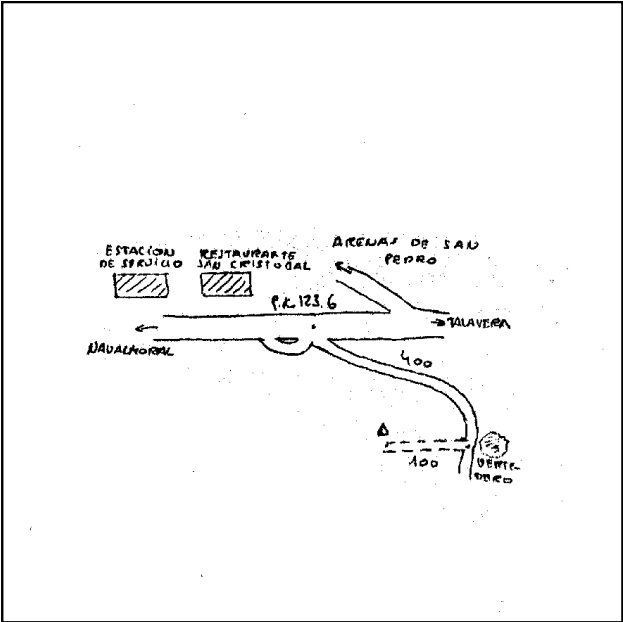 ESTACION
DE SERVICIO
RESTAURANTE
SAN CRISTOBAL
ARENAS DE SAN
PEDRO
P.K. 123.6
TALAVERA
NAVALMORAL
400
100
VERTE-
DERO